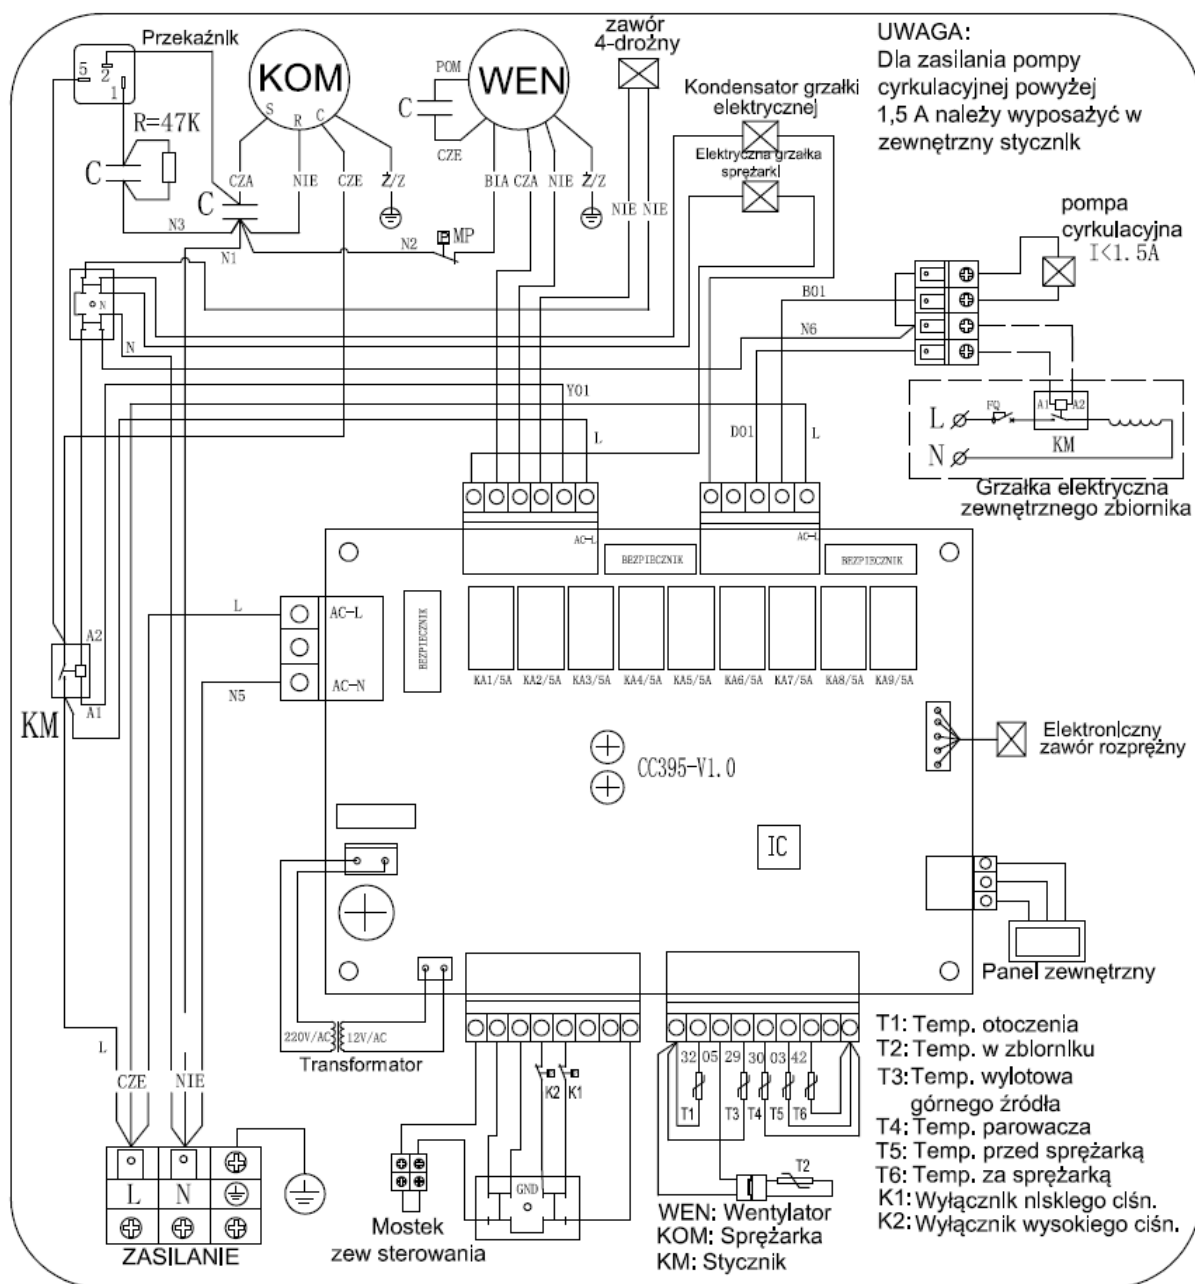 Przekaźnik
5
2
1
R=47K
C
KOM
S
R
C
CZA
NIE
CZE
Ż/Z
C
N3
N1
WEN
POM
C
CZE
BIA
CZA
NIE
Ż/Z
N2
MP
zawór
4-drożny
NIE
NIE
Kondensator grzałki
elektrycznej
Elektryczna grzałka
sprężarki
UWAGA:
Dla zasilania pompy
cyrkulacyjnej powyżej
1,5 A należy wyposażyć w
zewnętrzny stycznik
pompa
cyrkulacyjna
I<1.5A
B01
N6
N
N
Y01
L
D01
L
L
N
FQ
A1
A2
KM
Grzałka elektryczna
zewnętrznego zbiornika
AC-L
AC-L
BEZPIECZNIK
BEZPIECZNIK
BEZPIECZNIK
L
AC-L
N5
AC-N
KA1/5A
KA2/5A
KA3/5A
KA4/5A
KA5/5A
KA6/5A
KA7/5A
KA8/5A
KA9/5A
A2
A1
KM
CC395-V1.0
IC
Elektroniczny
zawór rozprężny
Panel zewnętrzny
220V/AC
12V/AC
Transformator
L
CZE
NIE
L
N
ZASILANIE
K2
K1
GND
Mostek
zew sterowania
32
05
29
30
03
42
T1
T3
T4
T5
T6
T2
WEN: Wentylator
KOM: Sprężarka
KM: Stycznik
T1: Temp. otoczenia
T2: Temp. w zbiorniku
T3: Temp. wylotowa
górnego źródła
T4: Temp. parowacza
T5: Temp. przed sprężarką
T6: Temp. za sprężarką
K1: Wyłącznik niskiego ciśn.
K2: Wyłącznik wysokiego ciśn.